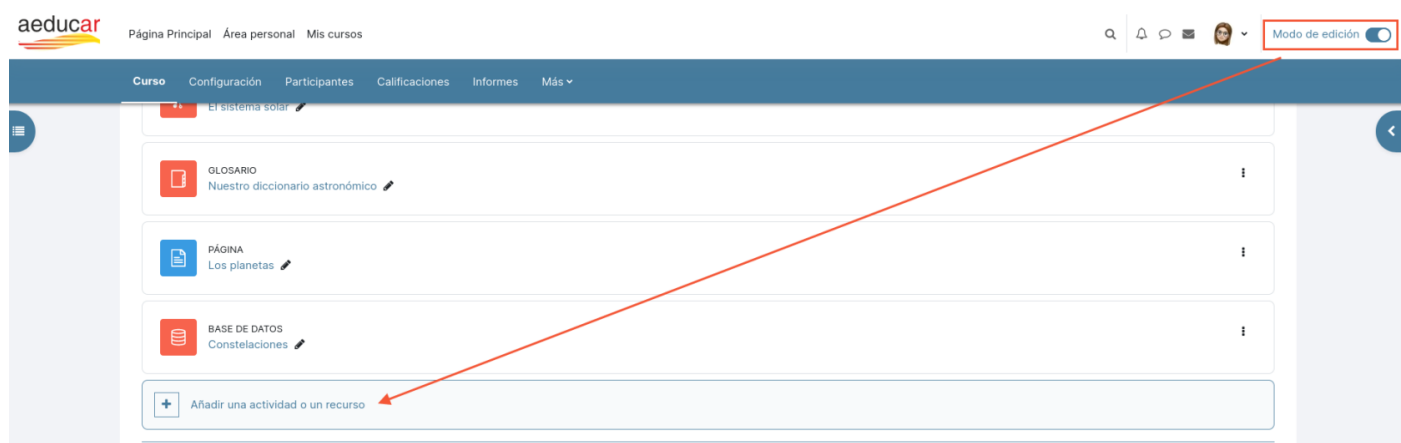 aeducar
Página Principal Área personal Mis cursos
Modo de edición
Curso Configuración Participantes Calificaciones Informes Más
El sistema solar
GLOSARIO
Nuestro diccionario astronómico
PÁGINA
Los planetas
BASE DE DATOS
Constelaciones
Añadir una actividad o un recurso